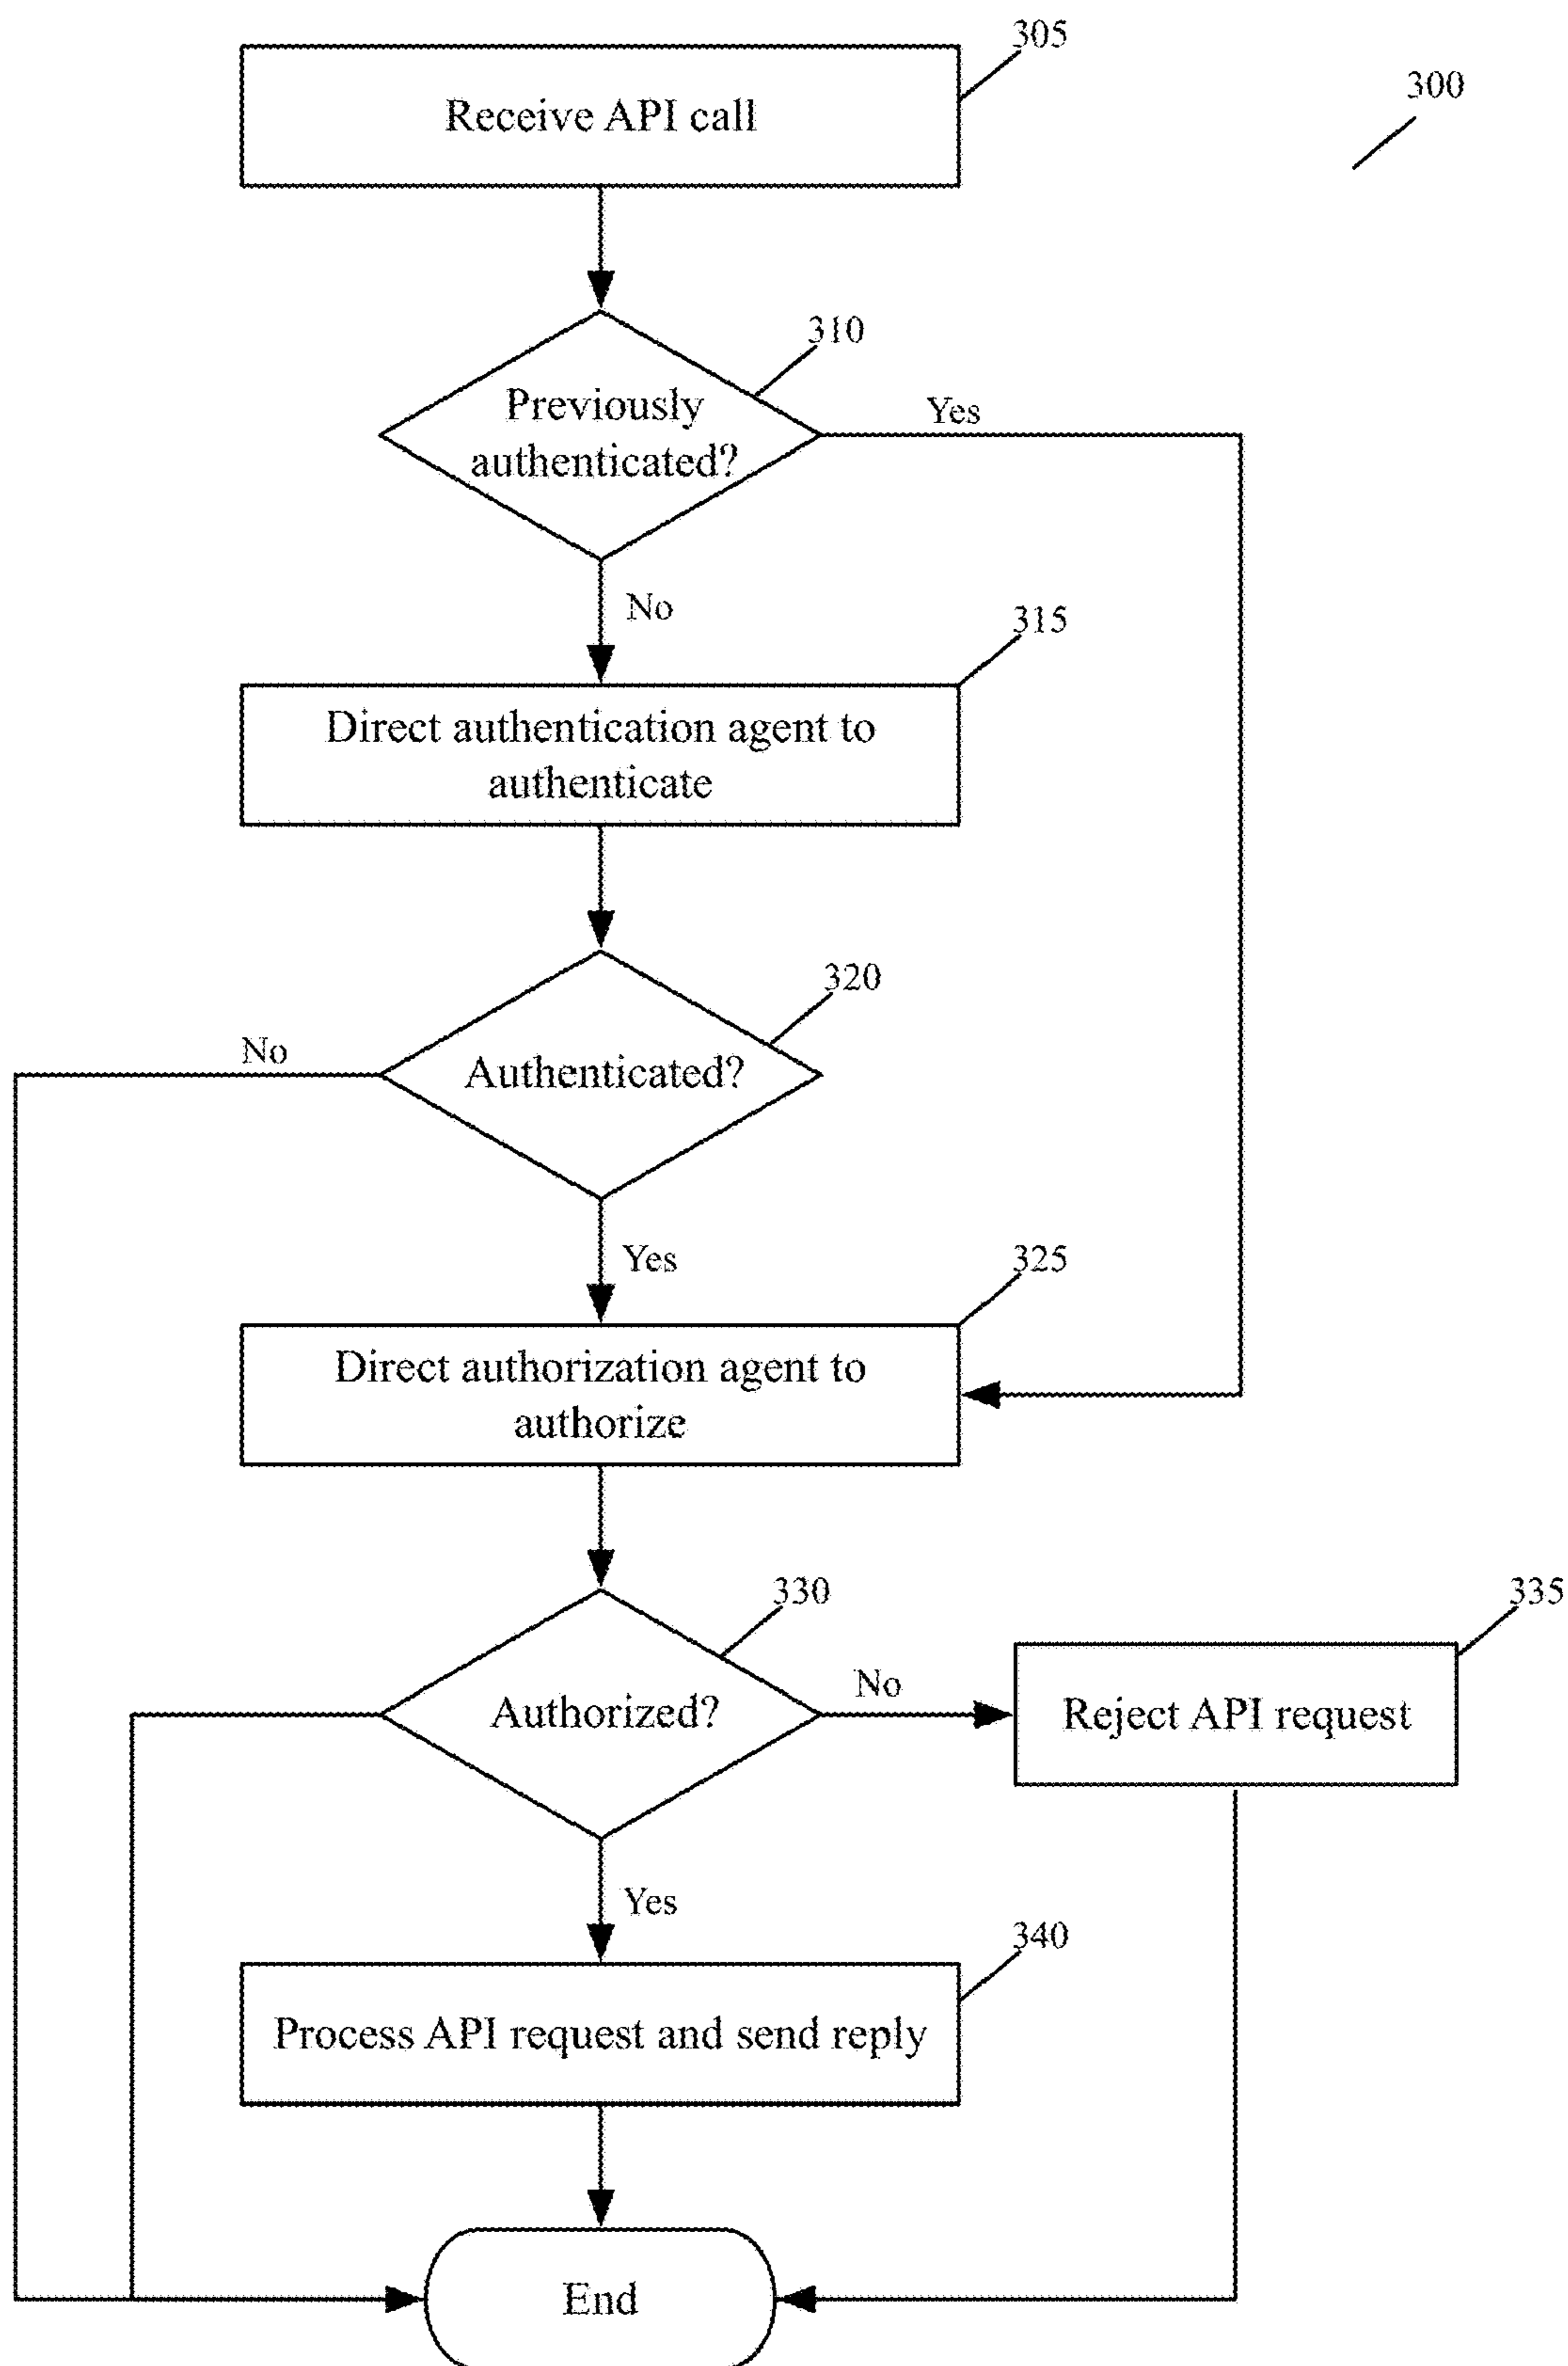 305
Receive API call
300
310
Previously
authenticated?
Yes
No
315
Direct authentication agent to
authenticate
320
No
Authenticated?
Yes
325
Direct authorization agent to
authorize
330
335
Authorized?
No
Reject API request
Yes
340
Process API request and send reply
End